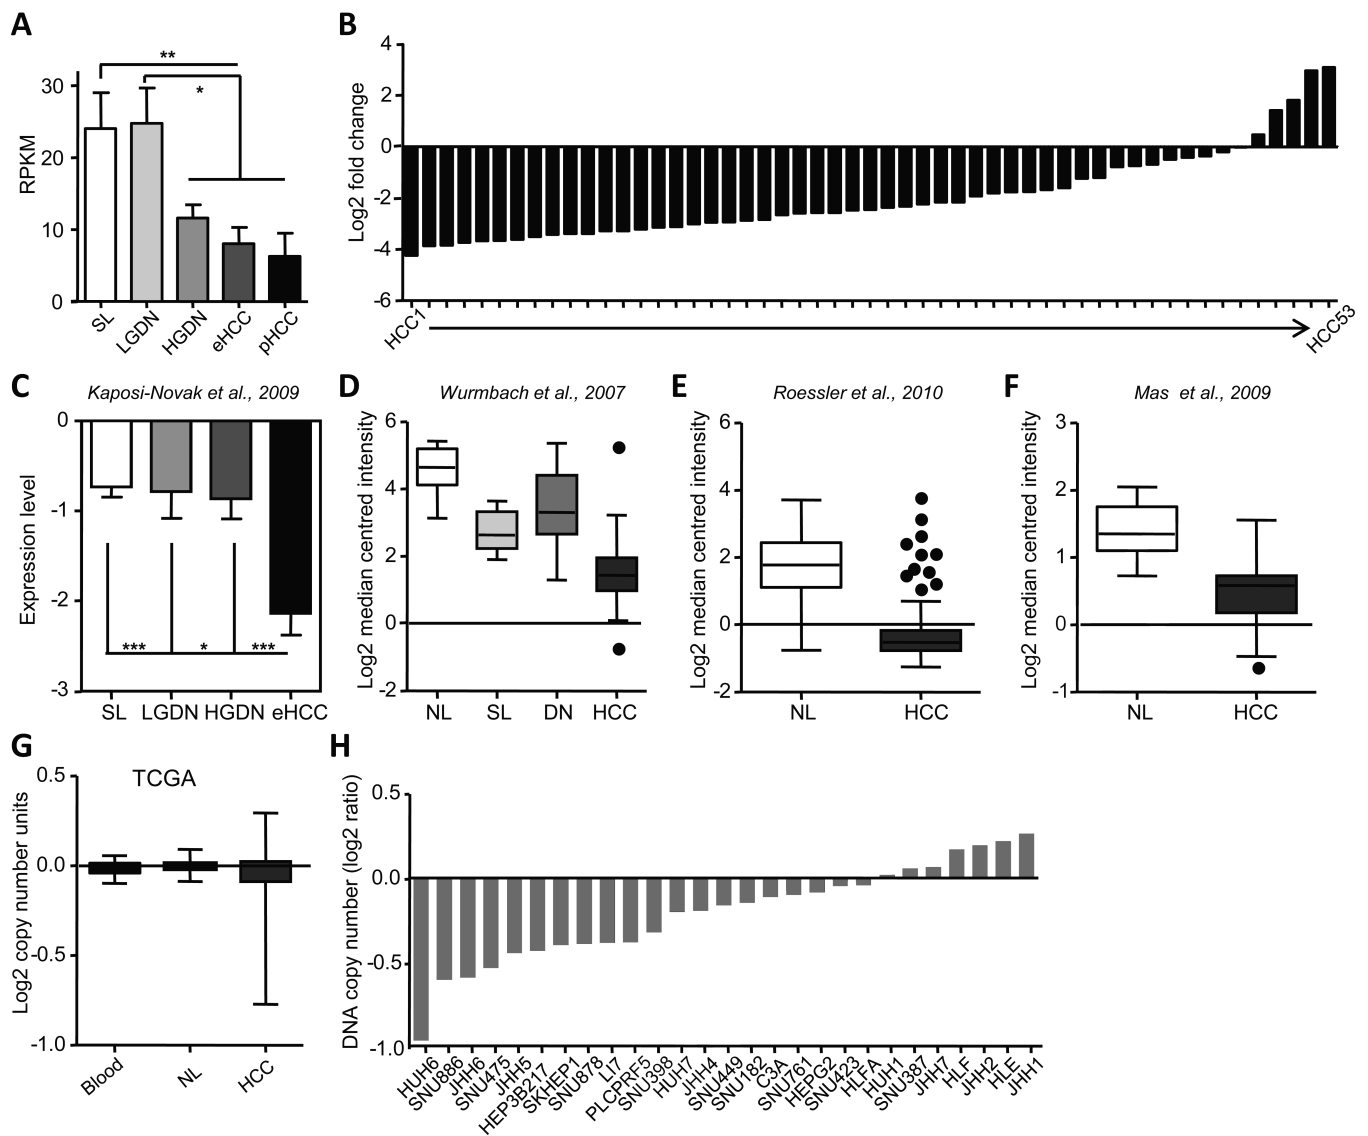 A
**
*
30
20
10
0
RPKM
SL
LGDN
HGDN
eHCC
pHCC
B
4
2
0
-2
-4
-6
Log2 fold change
HCC1
HCC53
C
Kaposi-Novak et al., 2009
0
-1
-2
-3
Expression level
***
*
***
SL LGDN HGDN eHCC
D
Wurmbach et al., 2007
6
4
2
0
-2
Log2 median centred intensity
NL SL DN HCC
E
Roessler et al., 2010
6
4
2
0
-2
Log2 median centred intensity
NL HCC
F
Mas et al., 2009
3
2
1
0
-1
Log2 median centred intensity
NL HCC
G
TCGA
0.5
0.0
-0.5
-1.0
Log2 copy number units
Blood
NL
HCC
H
0.5
0.0
-0.5
-1.0
DNA copy number (log2 ratio)
HUH6
SNU886
JHH6
SNU475
JHH5
HEP3B217
SKHEP1
SNU878
LI7
PLCPRF5
SNU398
HUH7
JHH4
SNU449
SNU182
C3A
SNU761
HEPG2
SNU423
HLFA
HUH1
SNU387
JHH7
HLF
JHH2
HLE
JHH1